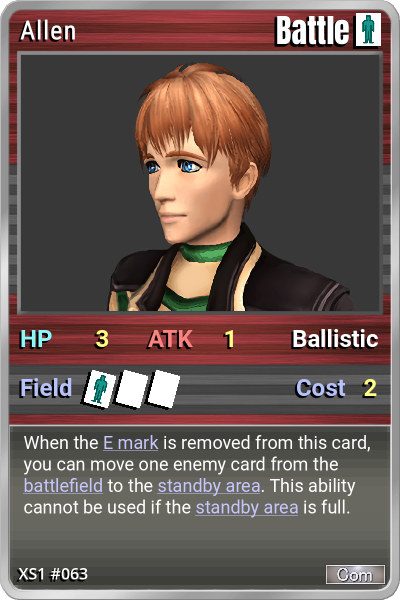 Allen Battle
HP 3 ATK 1 Ballistic
Field Cost 2
When the E mark is removed from this card,
you can move one enemy card from the
battlefield to the standby area. This ability
cannot be used if the standby area is full.
XS1 #063 Com